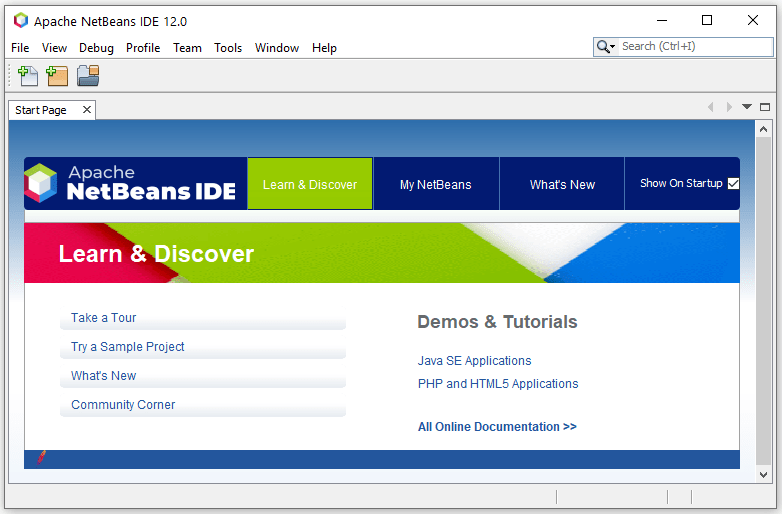 Apache NetBeans IDE 12.0
File View Debug Profile Team Tools Window Help
Search (Ctrl+I)
Start Page
Apache
NetBeans IDE
Learn & Discover
My NetBeans
What's New
Show On Startup
Learn & Discover
Take a Tour
Try a Sample Project
What's New
Community Corner
Demos & Tutorials
Java SE Applications
PHP and HTML5 Applications
All Online Documentation >>